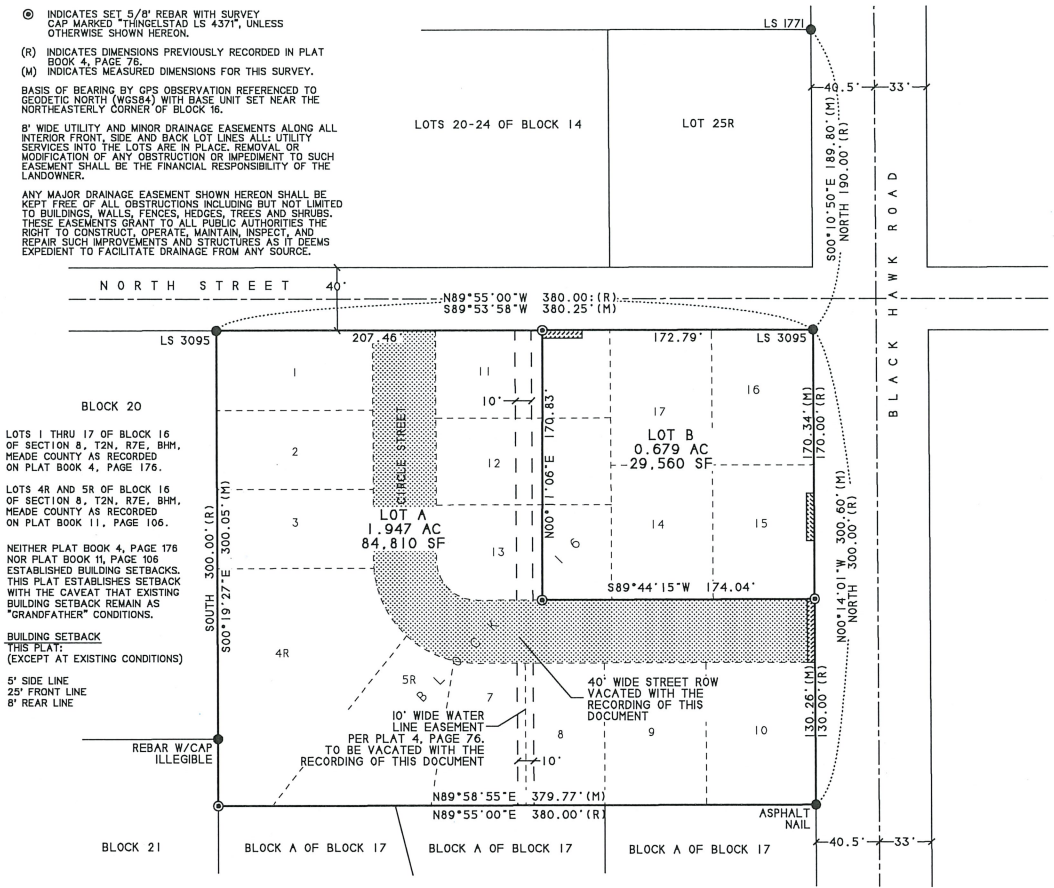 INDICATES SET 5/8' REBAR WITH SURVEY
CAP MARKED "THINGELSTAD LS 4371", UNLESS
OTHERWISE SHOWN HEREON.
(R) INDICATES DIMENSIONS PREVIOUSLY RECORDED IN PLAT
BOOK 4, PAGE 76.
(M) INDICATES MEASURED DIMENSIONS FOR THIS SURVEY.
BASIS OF BEARING BY GPS OBSERVATION REFERENCED TO
GEODETIC NORTH (WGS84) WITH BASE UNIT SET NEAR THE
NORTHEASTERLY CORNER OF BLOCK 16.
8' WIDE UTILITY AND MINOR DRAINAGE EASEMENTS ALONG ALL
INTERIOR FRONT, SIDE AND BACK LOT LINES ALL: UTILITY
SERVICES INTO THE LOTS ARE IN PLACE. REMOVAL OR
MODIFICATION OF ANY OBSTRUCTION OR IMPEDIMENT TO SUCH
EASEMENT SHALL BE THE FINANCIAL RESPONSIBILITY OF THE
LANDOWNER.
ANY MAJOR DRAINAGE EASEMENT SHOWN HEREON SHALL BE
KEPT FREE OF ALL OBSTRUCTIONS INCLUDING BUT NOT LIMITED
TO BUILDINGS, WALLS, FENCES, HEDGES, TREES AND SHRUBS.
THESE EASEMENTS GRANT TO ALL PUBLIC AUTHORITIES THE
RIGHT TO CONSTRUCT, OPERATE, MAINTAIN, INSPECT, AND
REPAIR SUCH IMPROVEMENTS AND STRUCTURES AS IT DEEMS
EXPEDIENT TO FACILITATE DRAINAGE FROM ANY SOURCE.
LS 1771
40.5' 33'
LOTS 20-24 OF BLOCK 14
LOT 25R
S00°10'50"E 189.80'(M)
NORTH 190.00'(R)
BLACK HAWK ROAD
NORTH STREET
40'
N89°55'00"W 380.00:(R)
S89°53'58"W 380.25'(M)
LS 3095
207.46'
172.79'
LS 3095
1
11
10'
16
17
BLOCK 20
LOTS 1 THRU 17 OF BLOCK 16
OF SECTION 8, T2N, R7E, BHM,
MEADE COUNTY AS RECORDED
ON PLAT BOOK 4, PAGE 176.
LOTS 4R AND 5R OF BLOCK 16
OF SECTION 8, T2N, R7E, BHM,
MEADE COUNTY AS RECORDED
ON PLAT BOOK 11, PAGE 106.
NEITHER PLAT BOOK 4, PAGE 176
NOR PLAT BOOK 11, PAGE 106
ESTABLISHED BUILDING SETBACKS.
THIS PLAT ESTABLISHES SETBACK
WITH THE CAVEAT THAT EXISTING
BUILDING SETBACK REMAIN AS
"GRANDFATHER" CONDITIONS.
BUILDING SETBACK
THIS PLAT:
(EXCEPT AT EXISTING CONDITIONS)
5' SIDE LINE
25' FRONT LINE
8' REAR LINE
2
12
CIRCLE STREET
LOT B
0.679 AC
29,560 SF
N00°11'06"E 170.83'
170.34'(M)
170.00'(R)
3
LOT A
1.947 AC
84,810 SF
13
14
15
BLOCK 16
S89°44'15"W 174.04'
SOUTH 300.00'(R)
S00°19'27"E 300.05'(M)
N00°14'01"W 300.60'(M)
NORTH 300.00'(R)
4R
5R
7
8
9
10
40' WIDE STREET ROW
VACATED WITH THE
RECORDING OF THIS
DOCUMENT
10' WIDE WATER
LINE EASEMENT
PER PLAT 4, PAGE 76.
TO BE VACATED WITH THE
RECORDING OF THIS DOCUMENT
10'
130.26'(M)
130.00'(R)
REBAR W/CAP
ILLEGIBLE
N89°58'55"E 379.77'(M)
N89°55'00"E 380.00'(R)
ASPHALT
NAIL
BLOCK 21
BLOCK A OF BLOCK 17
BLOCK A OF BLOCK 17
BLOCK A OF BLOCK 17
40.5' 33'